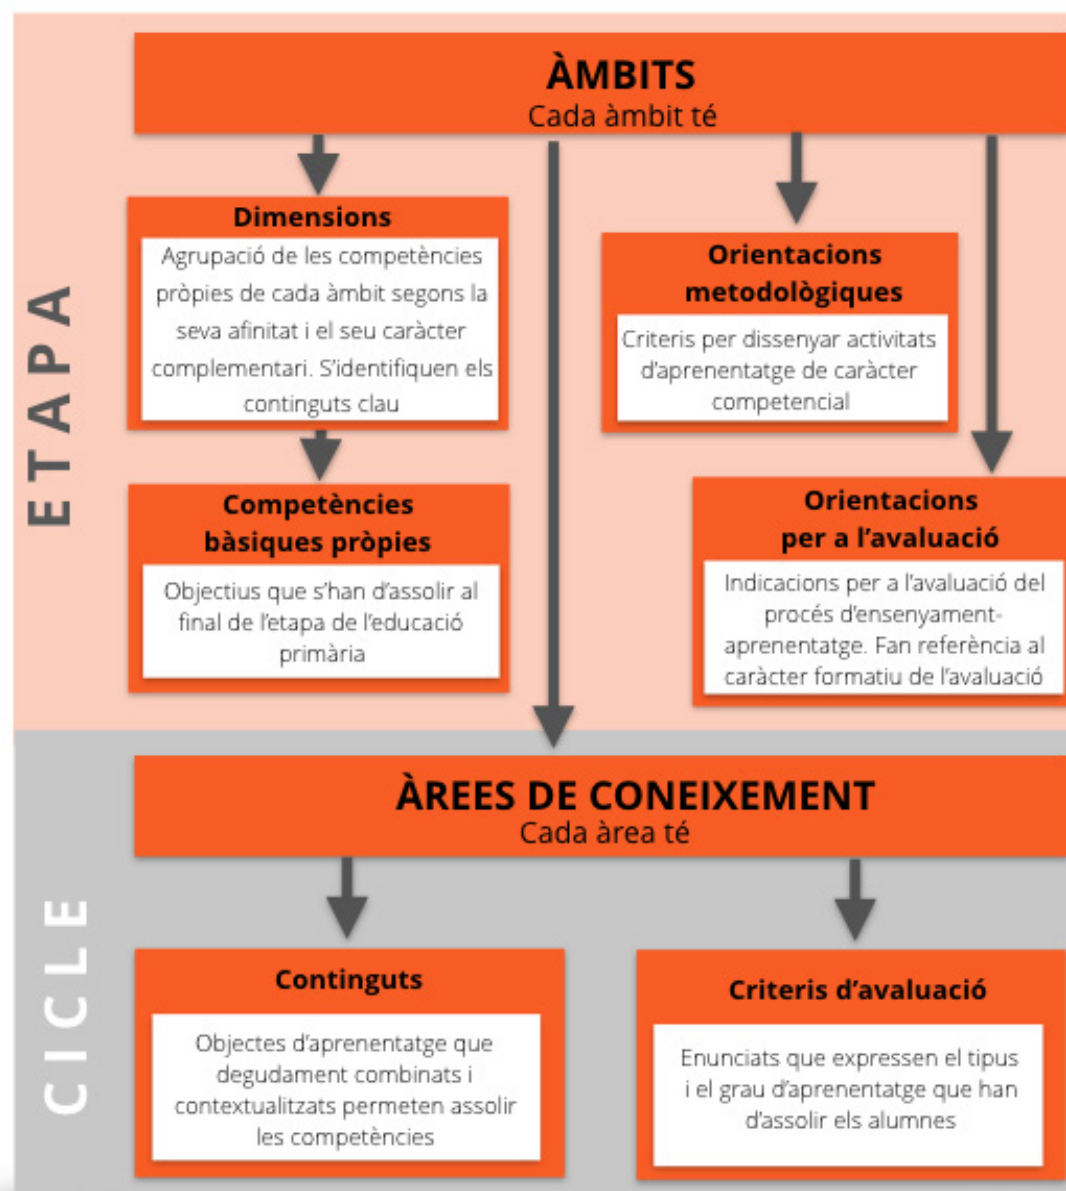 ÀMBITS
Cada àmbit té
ETAPA
Dimensions
Agrupació de les competències
pròpies de cada àmbit segons la
seva afinitat i el seu caràcter
complementari. S'identifiquen els
continguts clau
Competències
bàsiques pròpies
Objectius que s'han d'assolir al
final de l'etapa de l'educació
primària
Orientacions
metodològiques
Criteris per dissenyar activitats
d'aprenentatge de caràcter
competencial
Orientacions
per a l'avaluació
Indicacions per a l'avaluació del
procés d'ensenyament-
aprenentatge. Fan referència al
caràcter formatiu de l'avaluació
CICLE
ÀREES DE CONEIXEMENT
Cada àrea té
Continguts
Objectes d'aprenentatge que
degudament combinats i
contextualitzats permeten assolir
les competències
Criteris d'avaluació
Enunciats que expressen el tipus
i el grau d'aprenentatge que han
d'assolir els alumnes